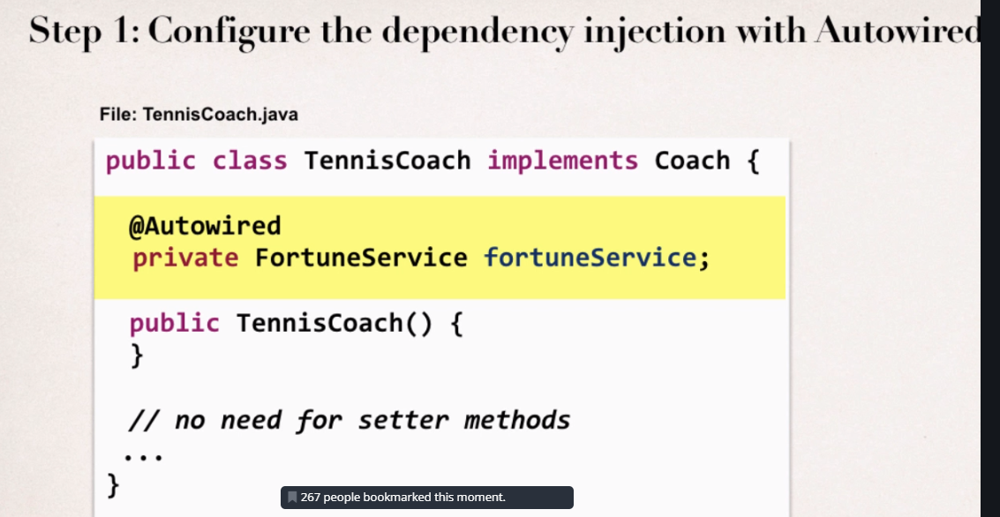 Step 1: Configure the dependency injection with Autowired
File: TennisCoach.java
public class TennisCoach implements Coach {
@Autowired
private FortuneService fortuneService;
public TennisCoach() {
}
// no need for setter methods
...
}
267 people bookmarked this moment.